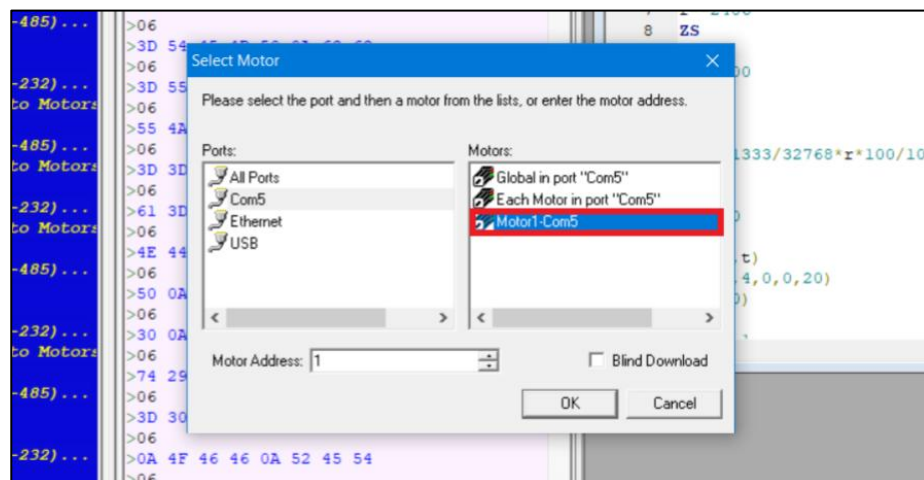 -485)...
-232)...
to Motors
-485)...
to Motors
-232)...
to Motors
-485)...
-232)...
to Motors
-485)...
-232)...
>06
>3D 54
>06
>3D 55
>06
>55 4A
>06
>3D 3D
>06
>61 3D
>06
>4E 44
>06
>50 0A
>06
>30 0A
>06
>74 29
>06
>3D 30
>06
>0A 4F 46 46 0A 52 45 54
>06
Select Motor
Please select the port and then a motor from the lists, or enter the motor address.
Ports:
All Ports
Com5
Ethernet
USB
Motors:
Global in port "Com5"
Each Motor in port "Com5"
Motor1-Com5
Motor Address: 1
Blind Download
OK
Cancel
8 ZS
00
1333/32768*r*100/10
t)
4,0,0,20)